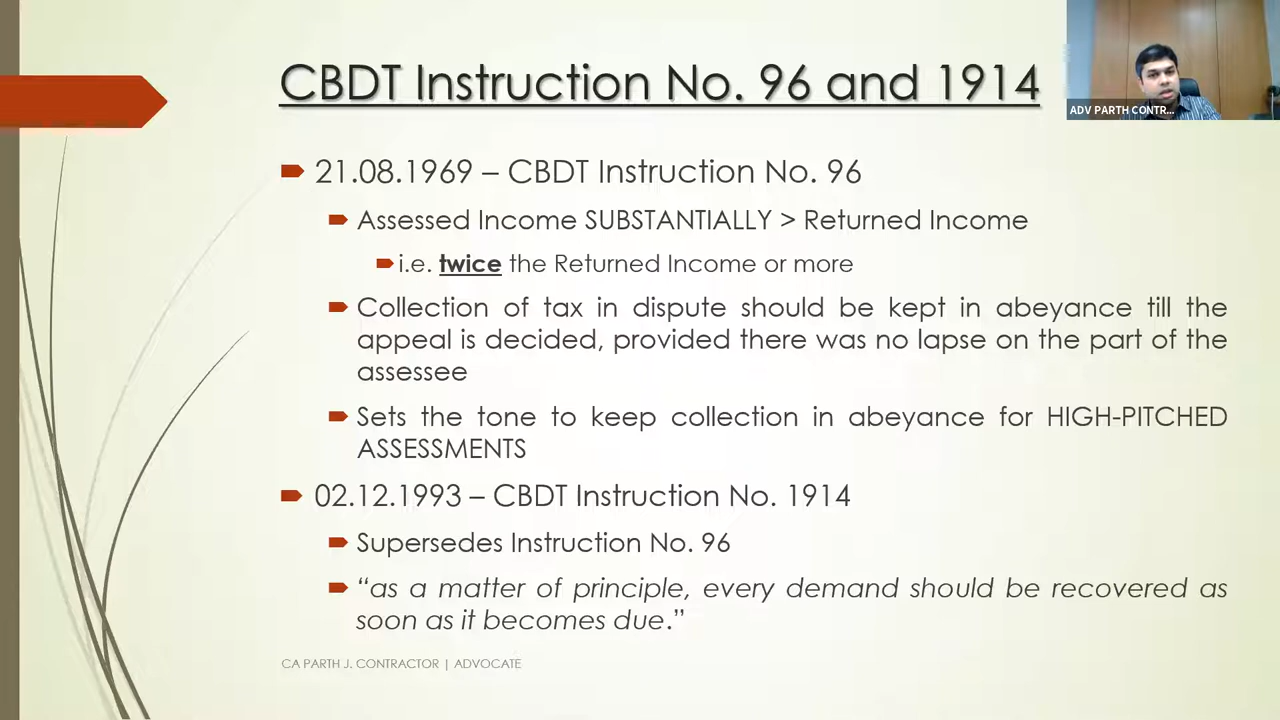 CBDT Instruction No. 96 and 1914
ADV PARTH CONTR...
21.08.1969 – CBDT Instruction No. 96
Assessed Income SUBSTANTIALLY > Returned Income
i.e. twice the Returned Income or more
Collection of tax in dispute should be kept in abeyance till the
appeal is decided, provided there was no lapse on the part of the
assessee
Sets the tone to keep collection in abeyance for HIGH-PITCHED
ASSESSMENTS
02.12.1993 – CBDT Instruction No. 1914
Supersedes Instruction No. 96
“as a matter of principle, every demand should be recovered as
soon as it becomes due.”
CA PARTH J. CONTRACTOR | ADVOCATE